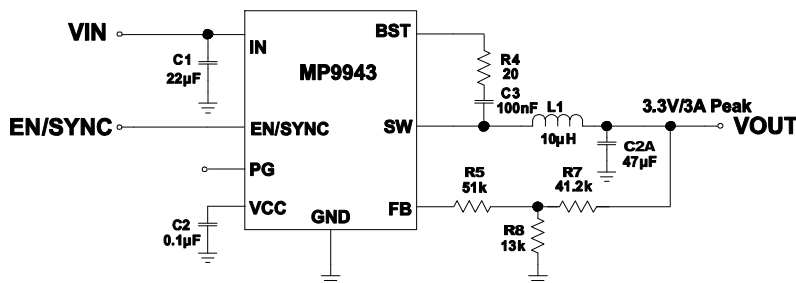 VIN
C1
22µF
IN
MP9943
BST
R4
20
C3
100nF
L1
10µH
3.3V/3A Peak
VOUT
EN/SYNC
EN/SYNC
SW
C2A
47µF
PG
R5
51k
R7
41.2k
C2
0.1µF
VCC
GND
FB
R8
13k